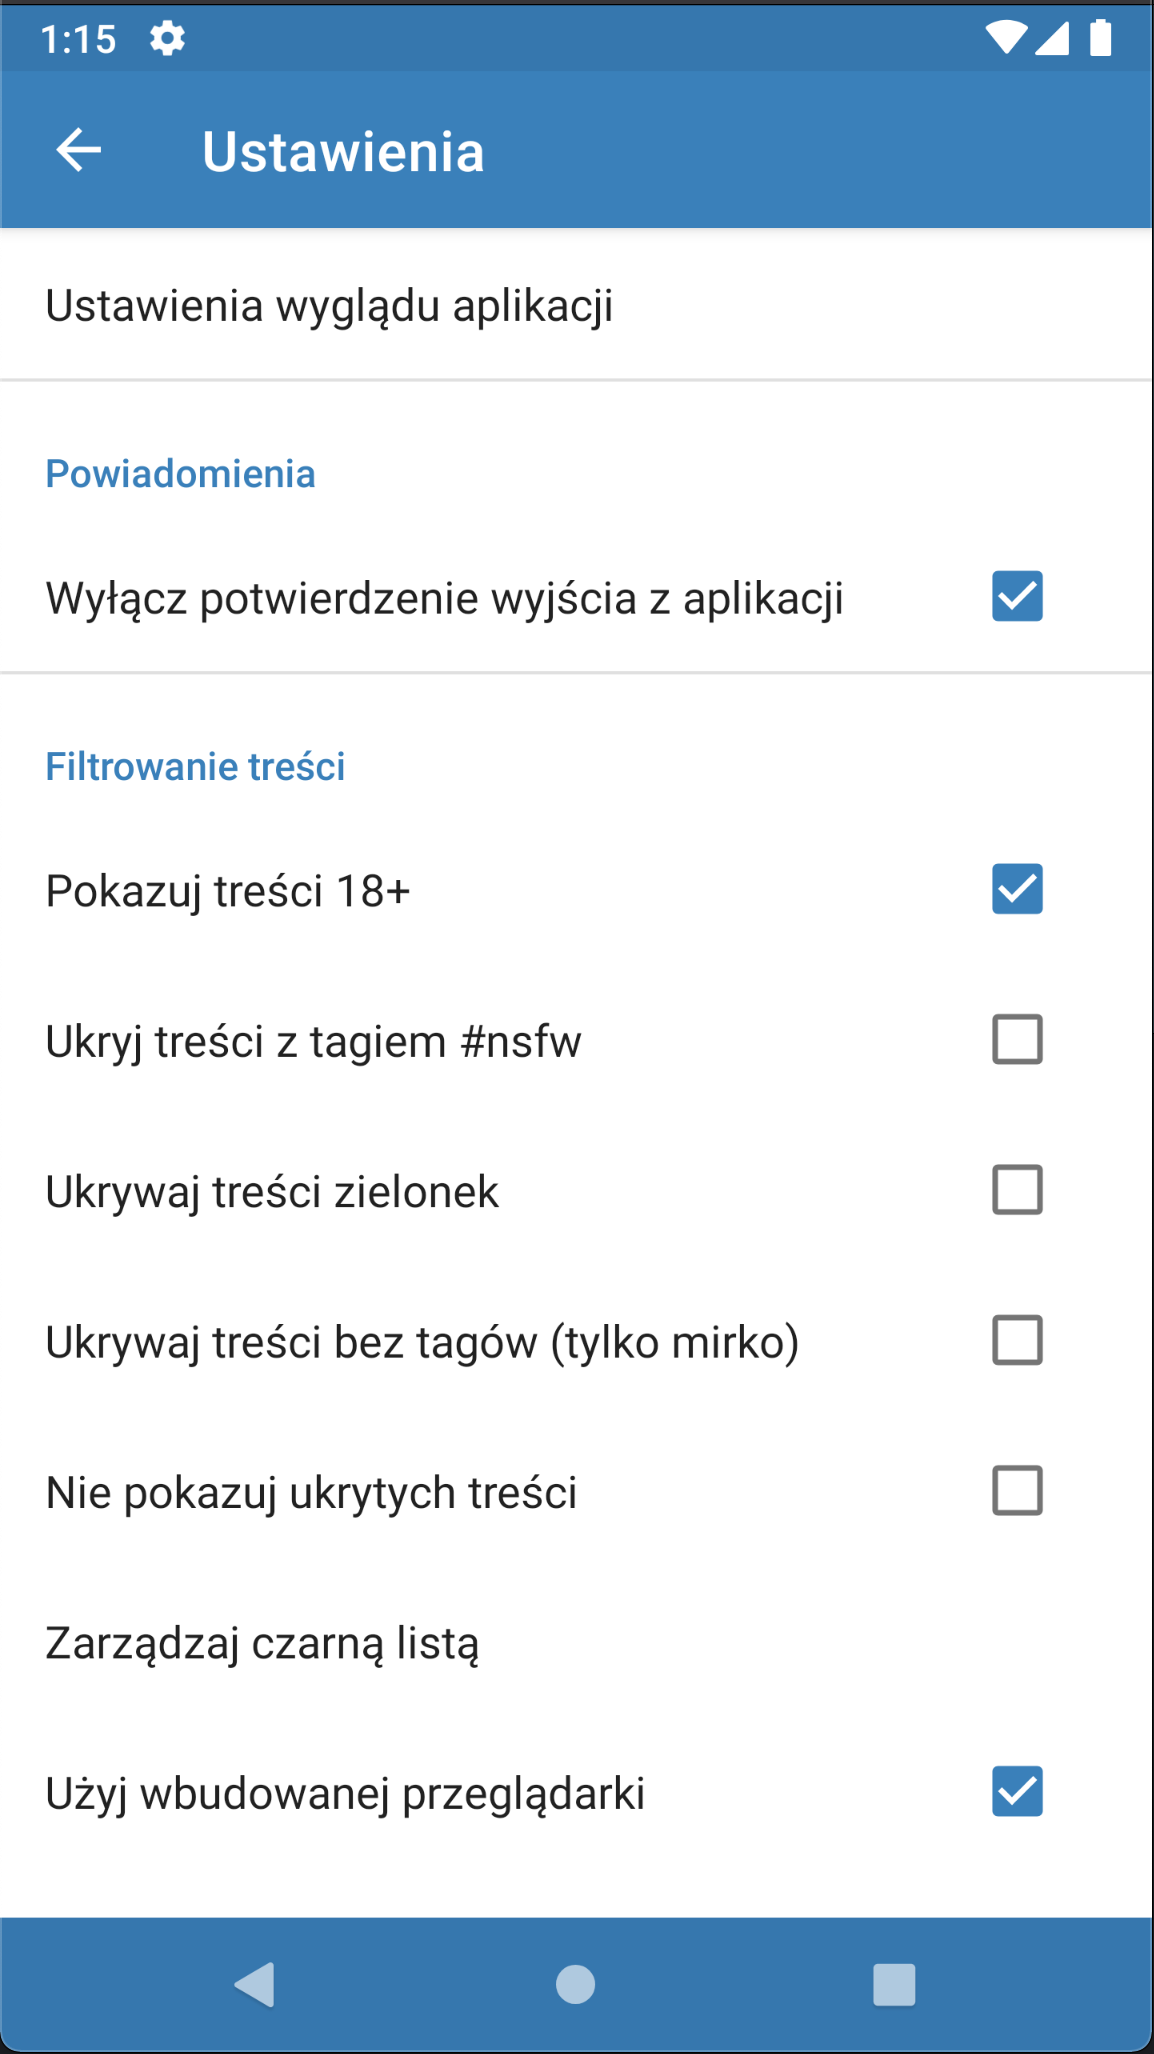 1:15
Ustawienia
Ustawienia wyglądu aplikacji
Powiadomienia
Wyłącz potwierdzenie wyjścia z aplikacji
Filtrowanie treści
Pokazuj treści 18+
Ukryj treści z tagiem #nsfw
Ukrywaj treści zielonek
Ukrywaj treści bez tagów (tylko mirko)
Nie pokazuj ukrytych treści
Zarządzaj czarną listą
Użyj wbudowanej przeglądarki